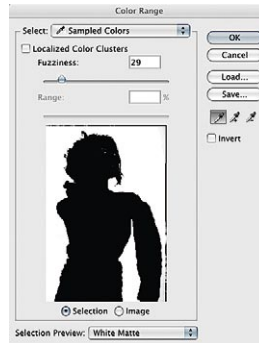 Color Range
Select: Sampled Colors
Localized Color Clusters
Fuzziness: 29
Range: %
Selection Image
Selection Preview: White Matte
OK
Cancel
Load...
Save...
Invert